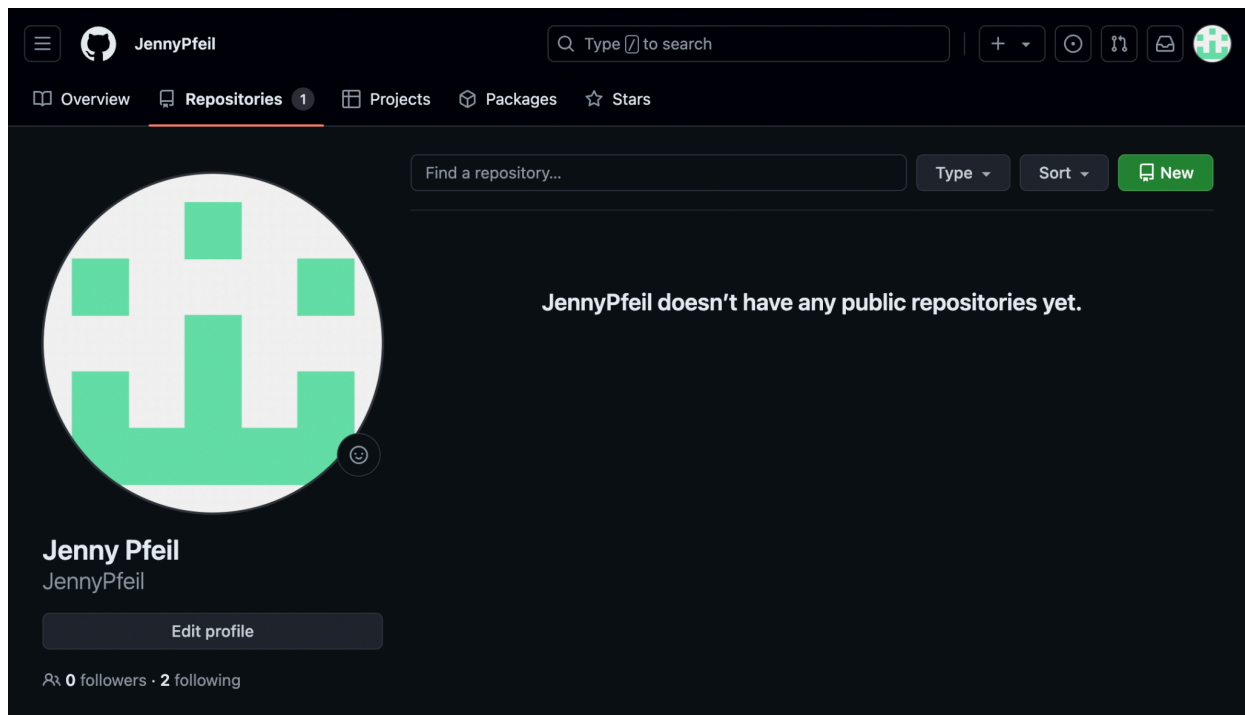 JennyPfeil
Type / to search
Overview
Repositories 1
Projects
Packages
Stars
Find a repository...
Type
Sort
New
JennyPfeil doesn’t have any public repositories yet.
Jenny Pfeil
JennyPfeil
Edit profile
0 followers · 2 following